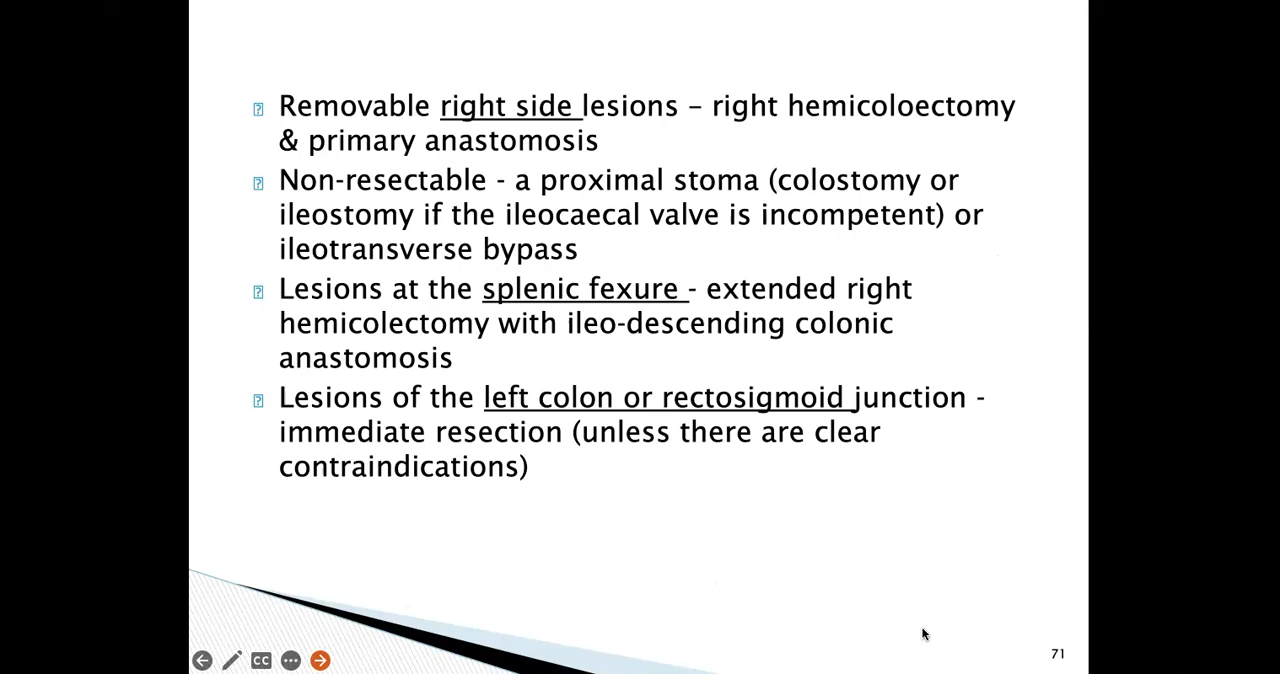 Removable right side lesions – right hemicoloectomy
& primary anastomosis
Non-resectable - a proximal stoma (colostomy or
ileostomy if the ileocaecal valve is incompetent) or
ileotransverse bypass
Lesions at the splenic fexure - extended right
hemicolectomy with ileo-descending colonic
anastomosis
Lesions of the left colon or rectosigmoid junction -
immediate resection (unless there are clear
contraindications)
CC
71